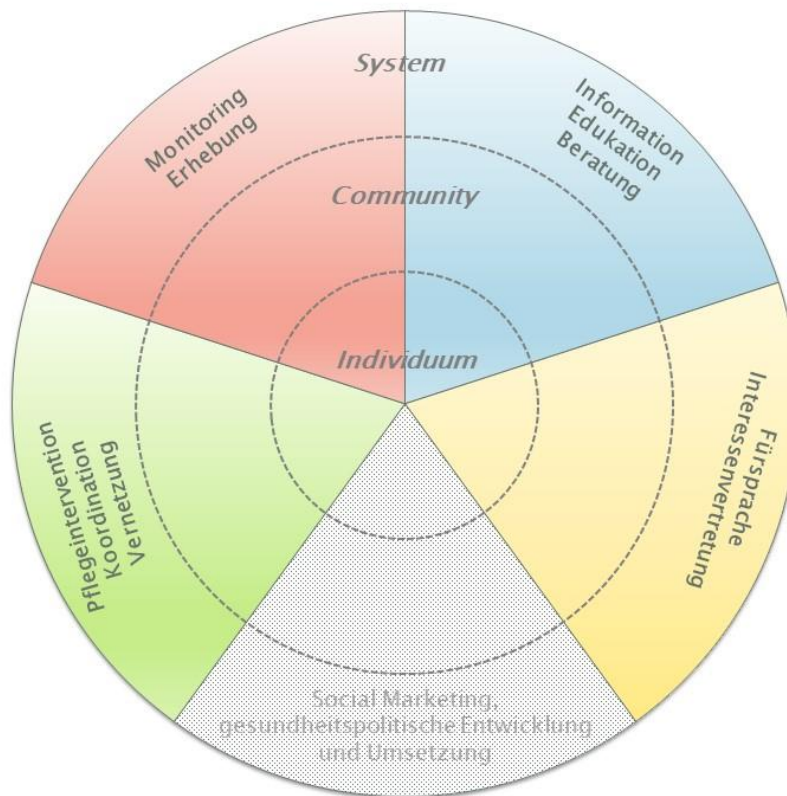 System
Monitoring
Erhebung
Information
Edukation
Beratung
Community
Individuum
Pflegeintervention
Koordination
Vernetzung
Fürsprache
Interessenvertretung
Social Marketing,
gesundheitspolitische Entwicklung
und Umsetzung